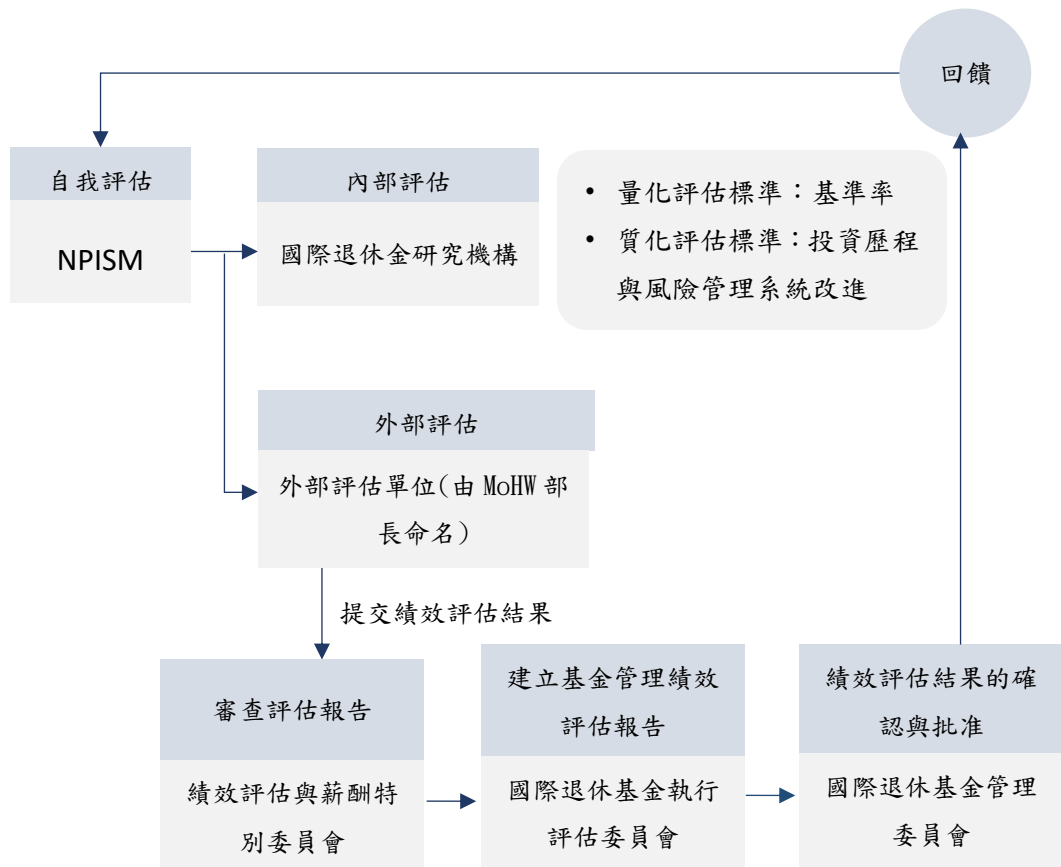 回饋
自我評估
NPISM
內部評估
國際退休金研究機構
• 量化評估標準：基準率
• 質化評估標準：投資歷程
與風險管理系統改進
外部評估
外部評估單位(由 MoHW 部
長命名)
提交績效評估結果
審查評估報告
績效評估與薪酬特
別委員會
建立基金管理績效
評估報告
國際退休基金執行
評估委員會
績效評估結果的確
認與批准
國際退休基金管理
委員會